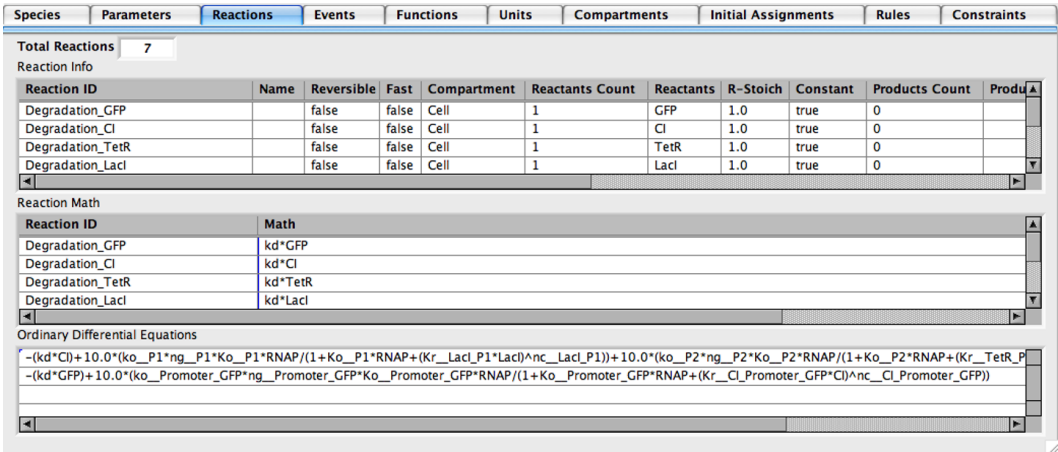 Species Parameters Reactions Events Functions Units Compartments Initial Assignments Rules Constraints
Total Reactions 7
Reaction Info
Reaction ID Name Reversible Fast Compartment Reactants Count Reactants R-Stoich Constant Products Count Produ
Degradation_GFP false false Cell 1 GFP 1.0 true 0
Degradation_CI false false Cell 1 CI 1.0 true 0
Degradation_TetR false false Cell 1 TetR 1.0 true 0
Degradation_LacI false false Cell 1 LacI 1.0 true 0
Reaction Math
Reaction ID Math
Degradation_GFP kd*GFP
Degradation_CI kd*CI
Degradation_TetR kd*TetR
Degradation_LacI kd*LacI
Ordinary Differential Equations
-(kd*CI)+10.0*(ko__P1*ng__P1*Ko__P1*RNAP/(1+Ko__P1*RNAP+(Kr__LacI_P1*LacI)^nc__LacI_P1))+10.0*(ko__P2*ng__P2*Ko__P2*RNAP/(1+Ko__P2*RNAP+(Kr__TetR_P
-(kd*GFP)+10.0*(ko__Promoter_GFP*ng__Promoter_GFP*Ko__Promoter_GFP*RNAP/(1+Ko__Promoter_GFP*RNAP+(Kr__CI_Promoter_GFP*CI)^nc__CI_Promoter_GFP))